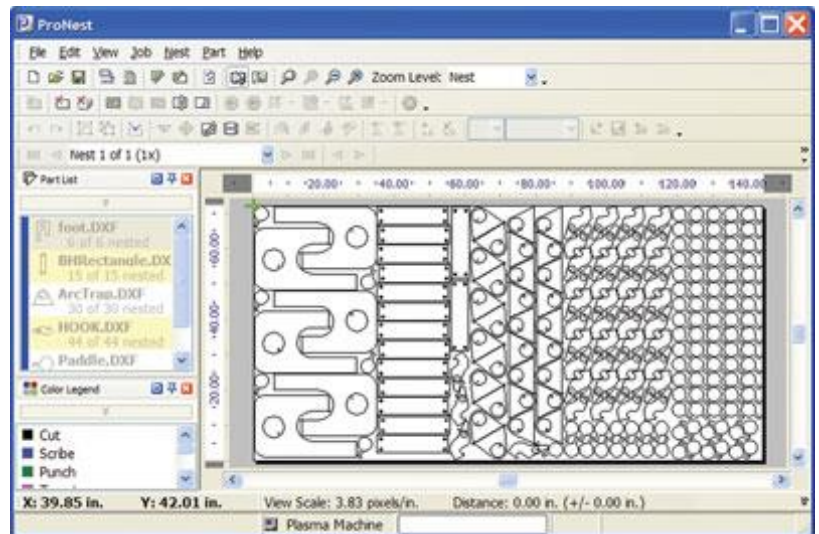 ProNest
File Edit View Job Nest Part Help
Zoom Level: Nest
Nest 1 of 1 (1x)
Part List
20.00 40.00 60.00 80.00 100.00 120.00 140.00
foot.DXF
6 of 6 nested
BHRectangle.DX
15 of 15 nested
ArcTrap.DXF
30 of 30 nested
HOOK.DXF
44 of 44 nested
Paddle.DXF
60.00
40.00
20.00
Color Legend
Cut
Scribe
Punch
X: 39.85 in. Y: 42.01 in. View Scale: 3.83 pixels/in. Distance: 0.00 in. (+/- 0.00 in.)
Plasma Machine